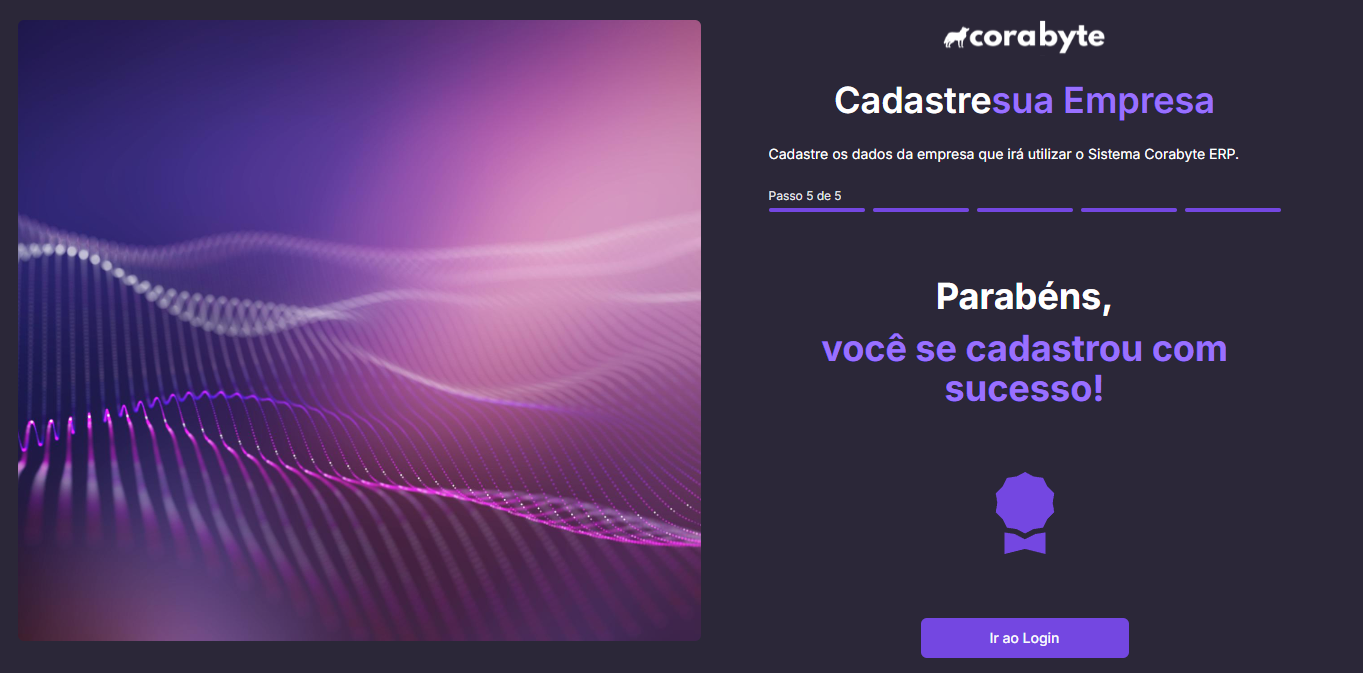 corabyte
Cadastresua Empresa
Cadastre os dados da empresa que irá utilizar o Sistema Corabyte ERP.
Passo 5 de 5
Parabéns,
você se cadastrou com
sucesso!
Ir ao Login